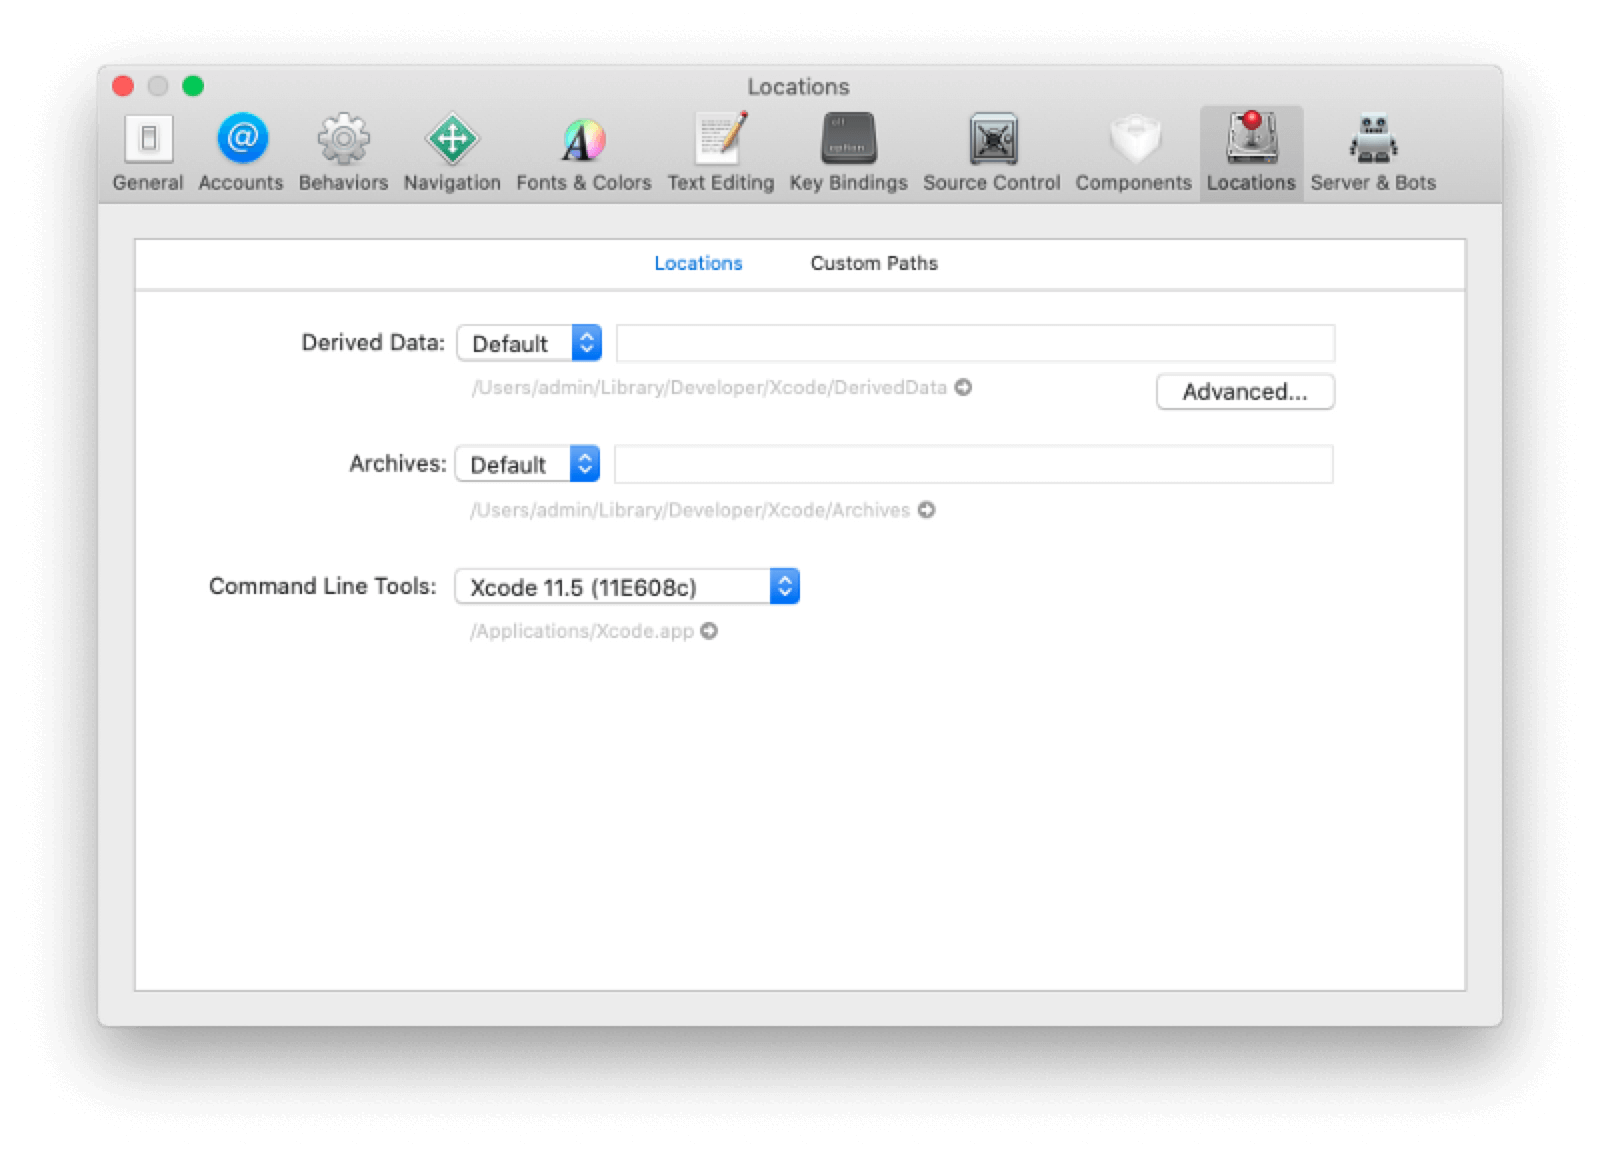 Locations
General Accounts Behaviors Navigation Fonts & Colors Text Editing Key Bindings Source Control Components Locations Server & Bots
Locations Custom Paths
Derived Data: Default
/Users/admin/Library/Developer/Xcode/DerivedData
Advanced...
Archives: Default
/Users/admin/Library/Developer/Xcode/Archives
Command Line Tools: Xcode 11.5 (11E608c)
/Applications/Xcode.app